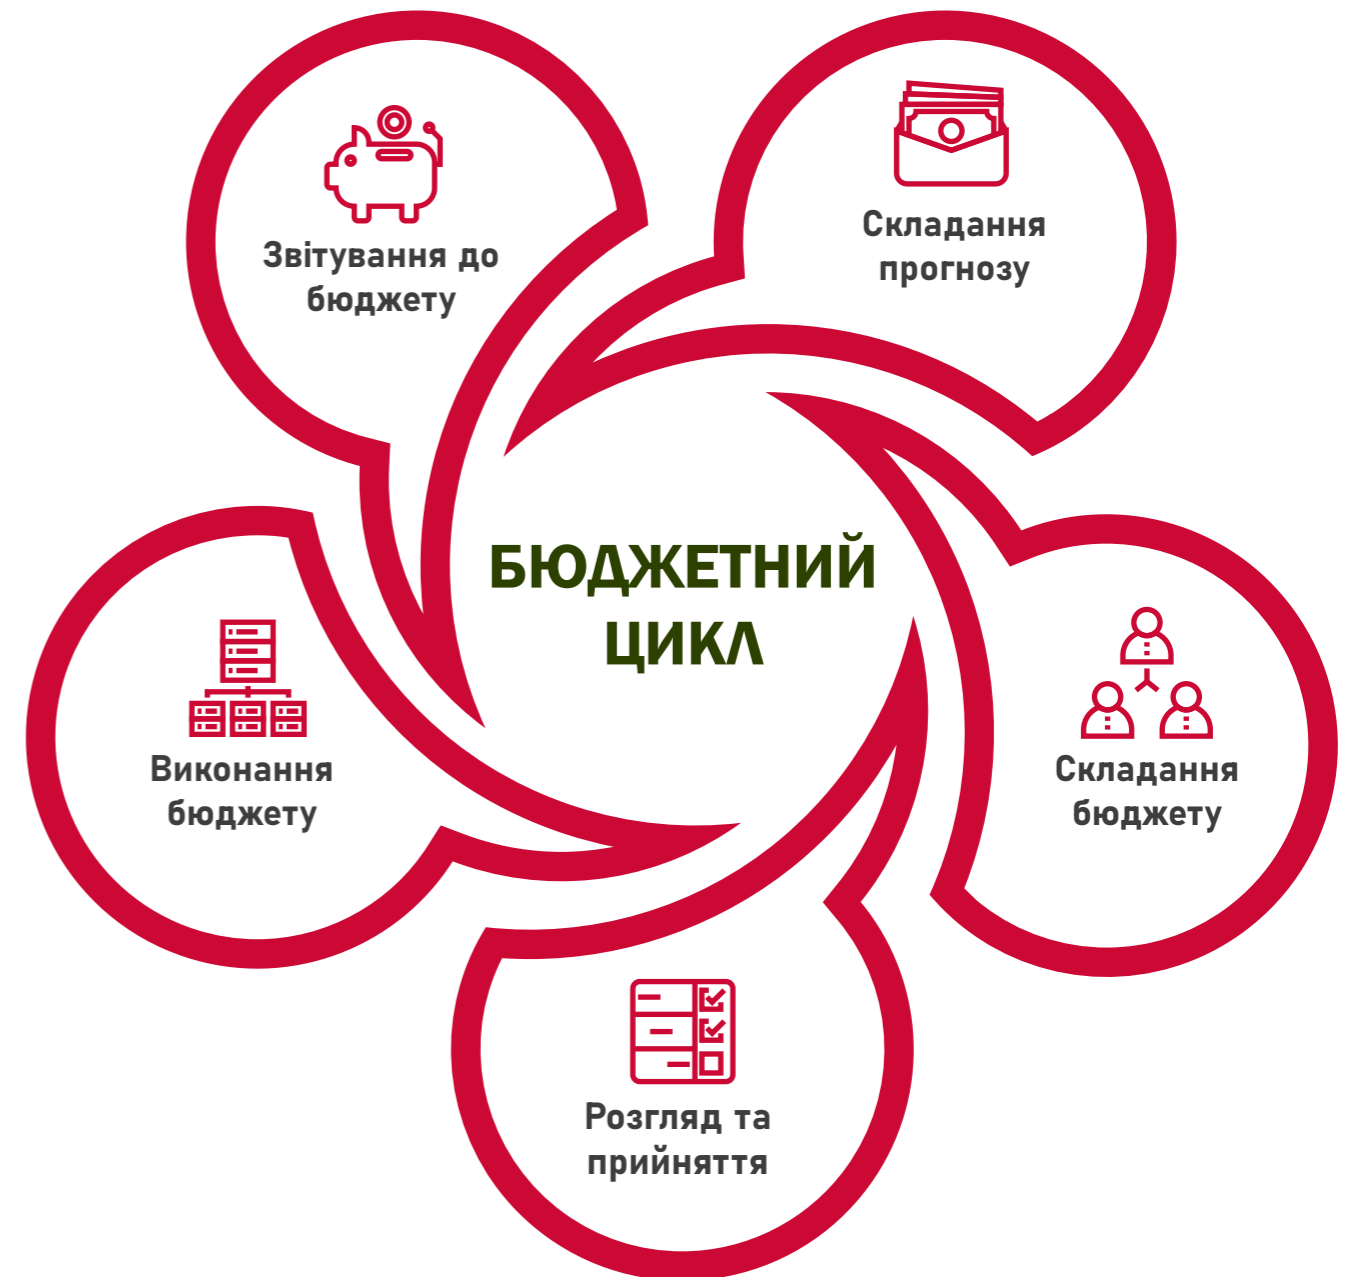 Складання
прогнозу
Звітування до
бюджету
БЮДЖЕТНИЙ
ЦИКЛ
Виконання
бюджету
Складання
бюджету
Розгляд та
прийняття